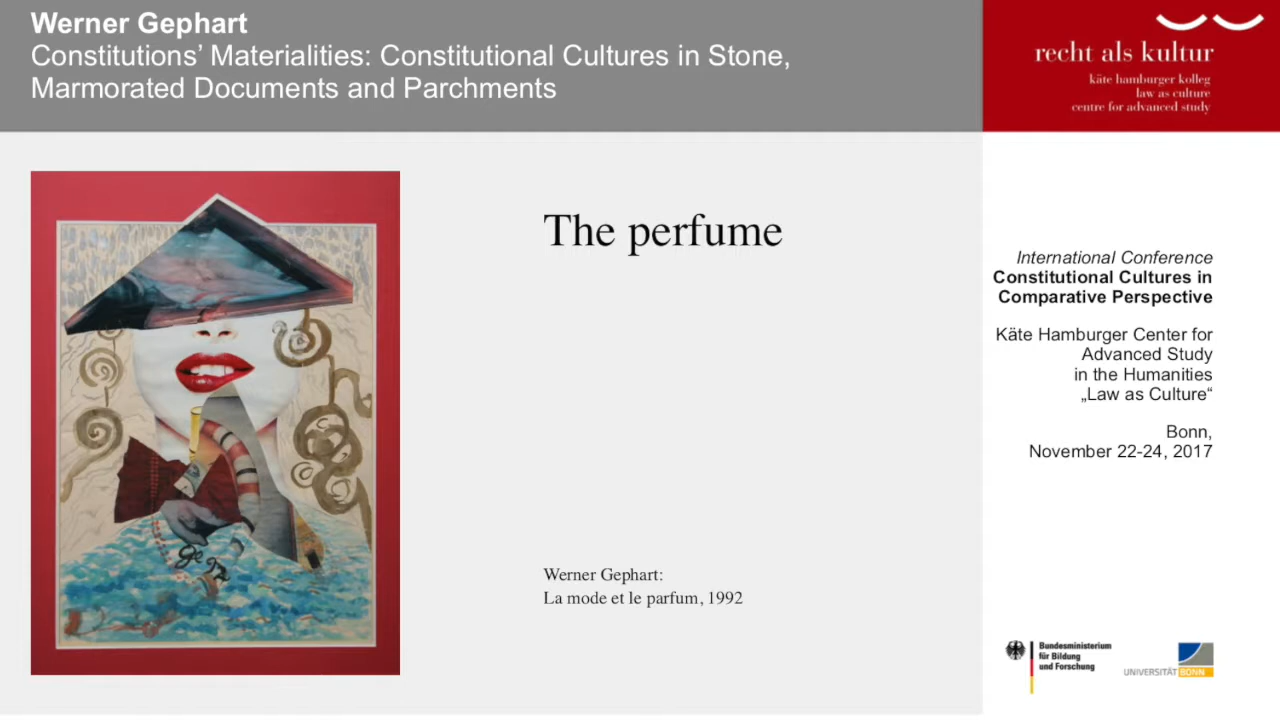 Werner Gephart
Constitutions’ Materialities: Constitutional Cultures in Stone,
Marmorated Documents and Parchments
recht als kultur
käte hamburger kolleg
law as culture
centre for advanced study
The perfume
International Conference
Constitutional Cultures in
Comparative Perspective
Käte Hamburger Center for
Advanced Study
in the Humanities
„Law as Culture“
Bonn,
November 22-24, 2017
Werner Gephart:
La mode et le parfum, 1992
Bundesministerium
für Bildung
und Forschung
UNIVERSITÄT BONN